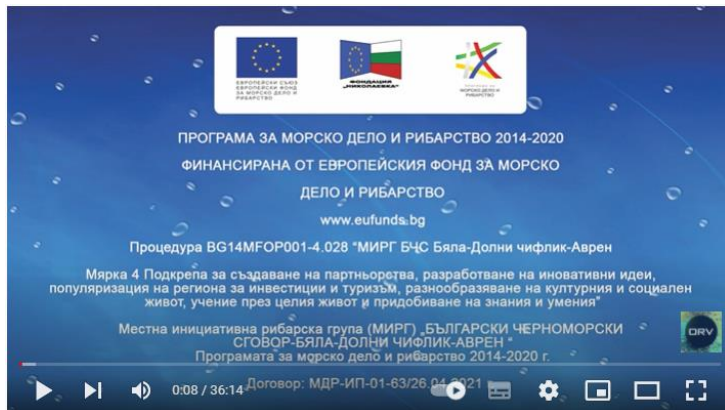 ЕВРОПЕЙСКИ СЪЮЗ
ЕВРОПЕЙСКИ ФОНД
ЗА МОРСКО ДЕЛО И
РИБАРСТВО
ФОНДАЦИЯ
„НИКОЛАЕВКА“
ПРОГРАМА ЗА
МОРСКО ДЕЛО И
РИБАРСТВО
ПРОГРАМА ЗА МОРСКО ДЕЛО И РИБАРСТВО 2014-2020
ФИНАНСИРАНА ОТ ЕВРОПЕЙСКИЯ ФОНД ЗА МОРСКО
ДЕЛО И РИБАРСТВО
www.eufunds.bg
Процедура BG14MFOP001-4.028 “МИРГ БЧС Бяла-Долни чифлик-Аврен
Мярка 4 Подкрепа за създаване на партньорства, разработване на иновативни идеи,
популяризация на региона за инвестиции и туризъм, разнообразяване на културния и социален
живот, учение през целия живот и придобиване на знания и умения”
Местна инициативна рибарска група (МИРГ) „БЪЛГАРСКИ ЧЕРНОМОРСКИ
СГОВОР-БЯЛА-ДОЛНИ ЧИФЛИК-АВРЕН “
Програмата за морско дело и рибарство 2014-2020 г.
DRV
0:08 / 36:14
Договор: МДР-ИП-01-63/26.04.2021 г.